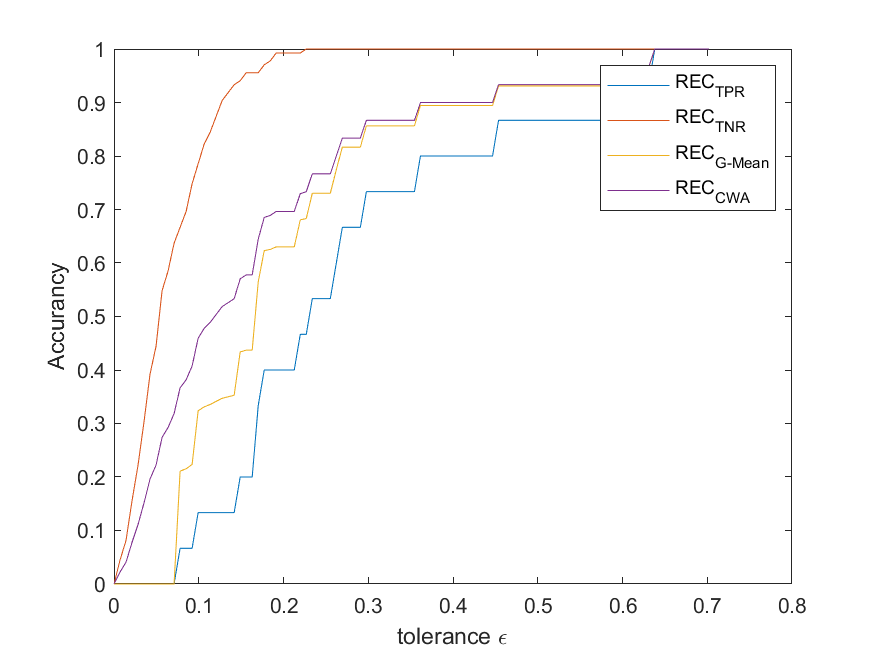 1
0.9
0.8
0.7
0.6
0.5
0.4
0.3
0.2
0.1
0
Accurancy
REC_TPR
REC_TNR
REC_G-Mean
REC_CWA
0 0.1 0.2 0.3 0.4 0.5 0.6 0.7 0.8
tolerance ϵ